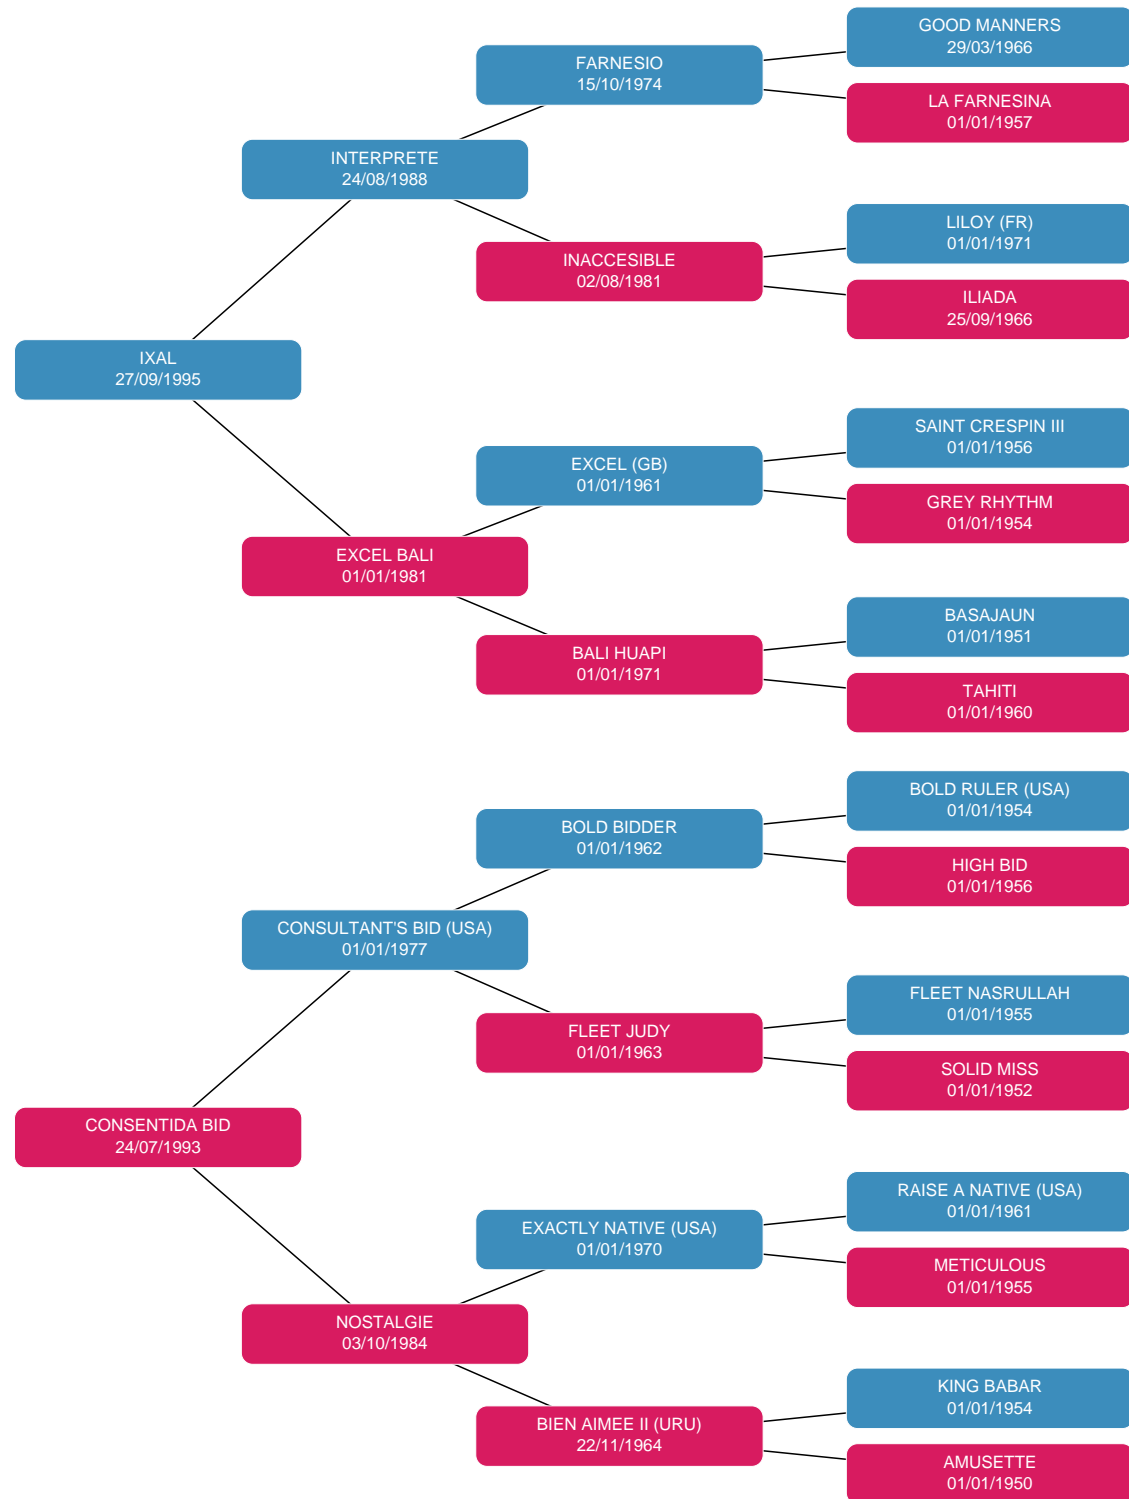 GOOD MANNERS
29/03/1966
FARNESIO
15/10/1974
LA FARNESINA
01/01/1957
INTERPRETE
24/08/1988
LILOY (FR)
01/01/1971
INACCESIBLE
02/08/1981
ILIADA
25/09/1966
IXAL
27/09/1995
SAINT CRESPIN III
01/01/1956
EXCEL (GB)
01/01/1961
GREY RHYTHM
01/01/1954
EXCEL BALI
01/01/1981
BASAJAUN
01/01/1951
BALI HUAPI
01/01/1971
TAHITI
01/01/1960
BOLD RULER (USA)
01/01/1954
BOLD BIDDER
01/01/1962
HIGH BID
01/01/1956
CONSULTANT'S BID (USA)
01/01/1977
FLEET NASRULLAH
01/01/1955
FLEET JUDY
01/01/1963
SOLID MISS
01/01/1952
CONSENTIDA BID
24/07/1993
RAISE A NATIVE (USA)
01/01/1961
EXACTLY NATIVE (USA)
01/01/1970
METICULOUS
01/01/1955
NOSTALGIE
03/10/1984
KING BABAR
01/01/1954
BIEN AIMEE II (URU)
22/11/1964
AMUSETTE
01/01/1950